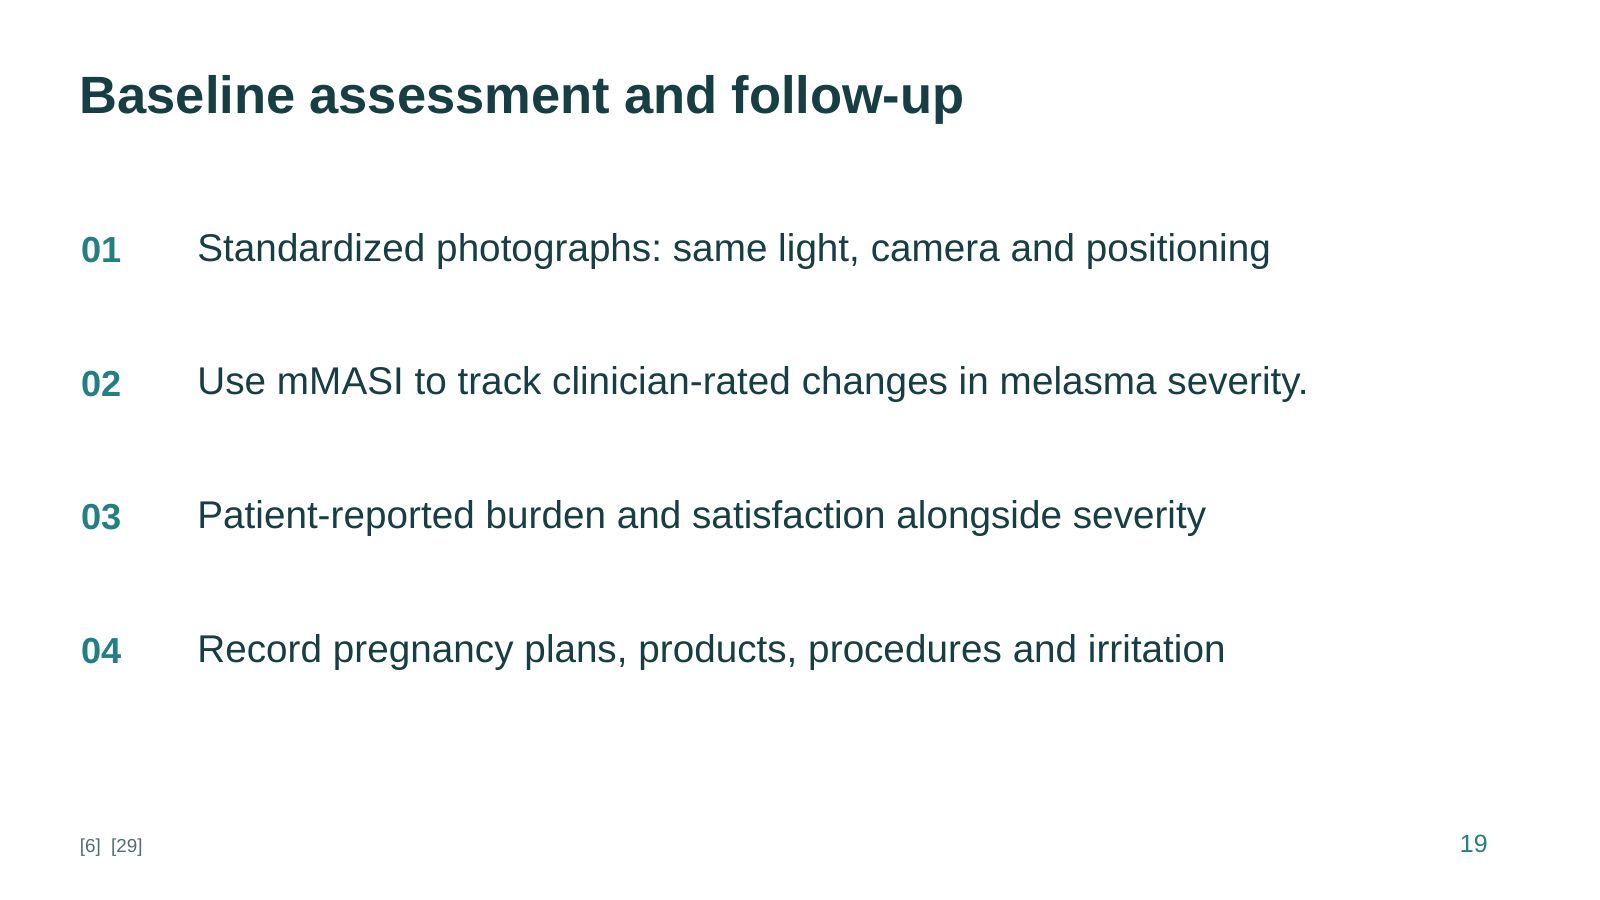 Baseline assessment and follow-up
01 Standardized photographs: same light, camera and positioning
02 Use mMASI to track clinician-rated changes in melasma severity.
03 Patient-reported burden and satisfaction alongside severity
04 Record pregnancy plans, products, procedures and irritation
[6] [29]
19